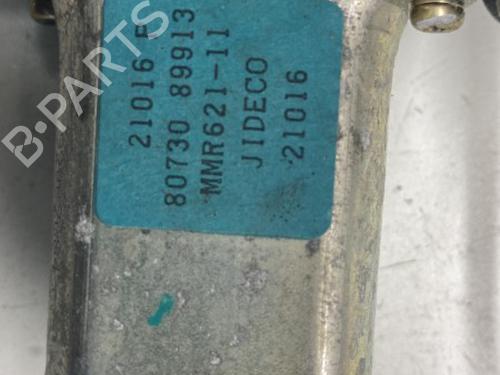 21016 F
80730 89913
MMR621-11
JIDECO
21016
B-PARTS